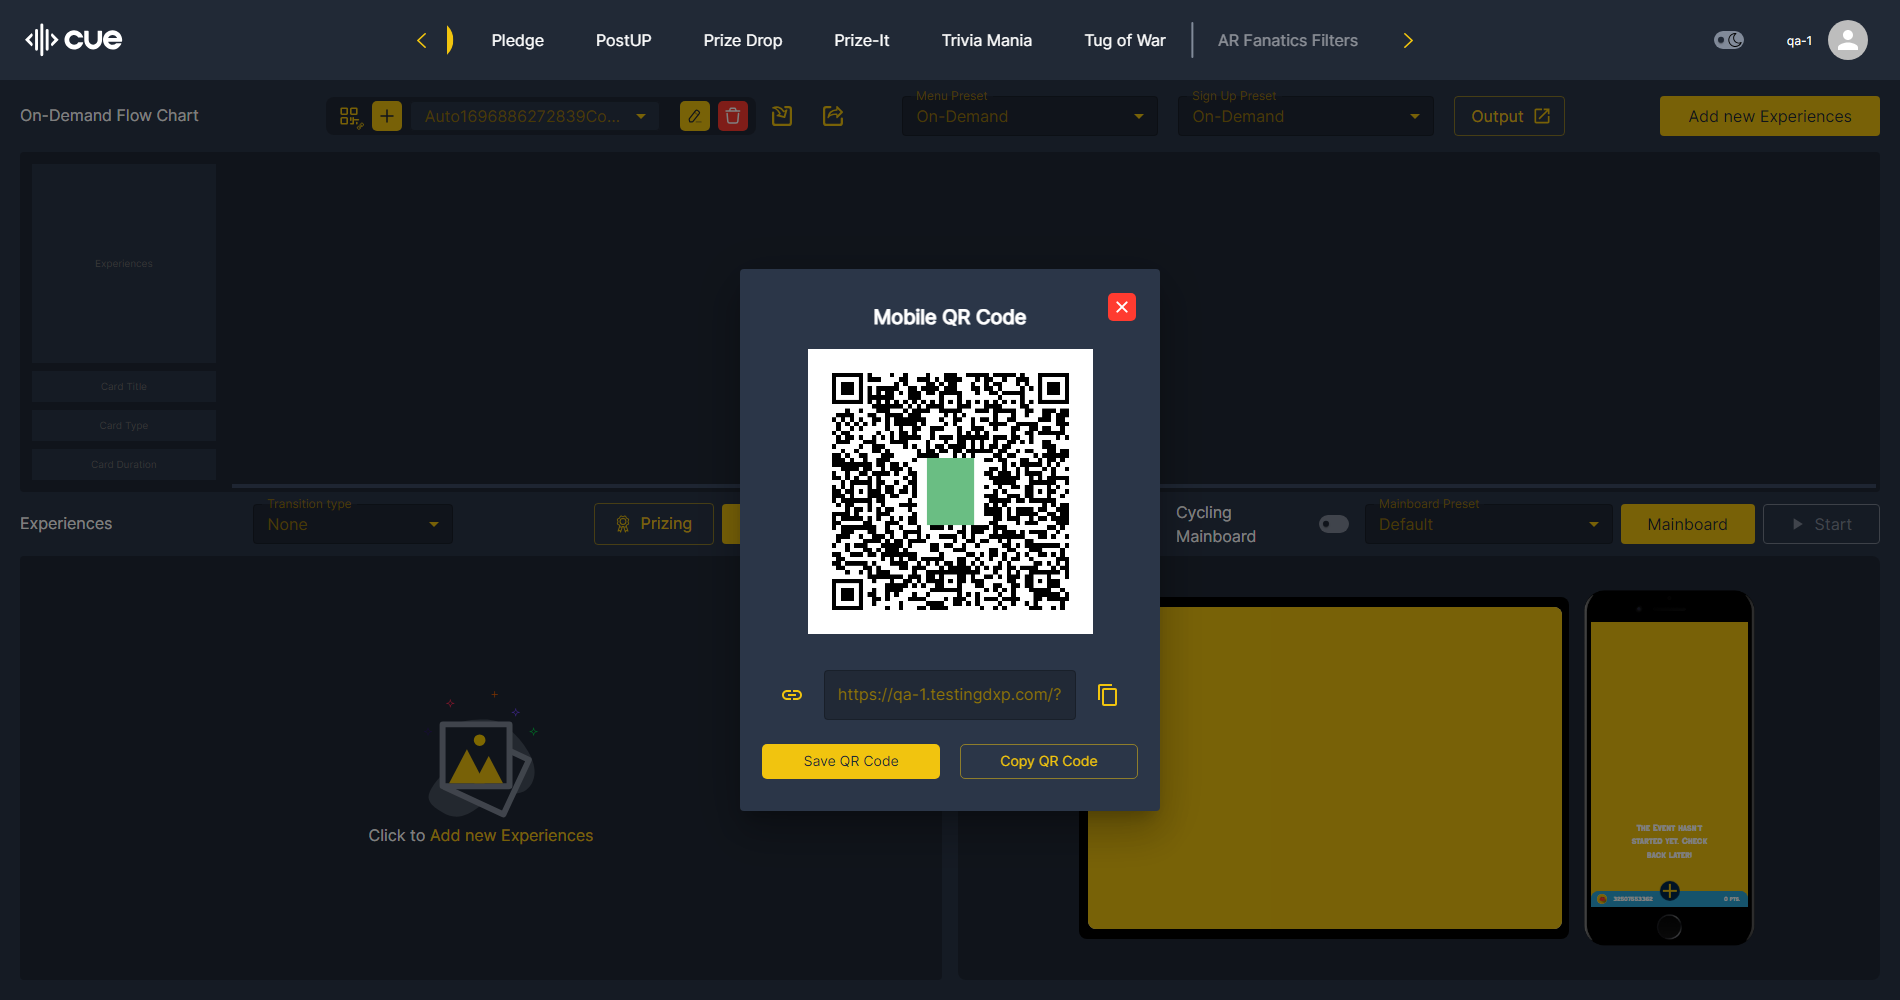 cue
Pledge
PostUP
Prize Drop
Prize-It
Trivia Mania
Tug of War
AR Fanatics Filters
qa-1
On-Demand Flow Chart
Auto1696886272839Co...
Menu Preset
On-Demand
Sign Up Preset
On-Demand
Output
Add new Experiences
Experiences
Card Title
Card Type
Card Duration
Mobile QR Code
https://qa-1.testingdxp.com/?
Save QR Code
Copy QR Code
Experiences
Transition type
None
Prizing
Cycling
Mainboard
Mainboard Preset
Default
Mainboard
Start
Click to Add new Experiences
The Event hasn't
started yet. Check
back later!
0 PTS